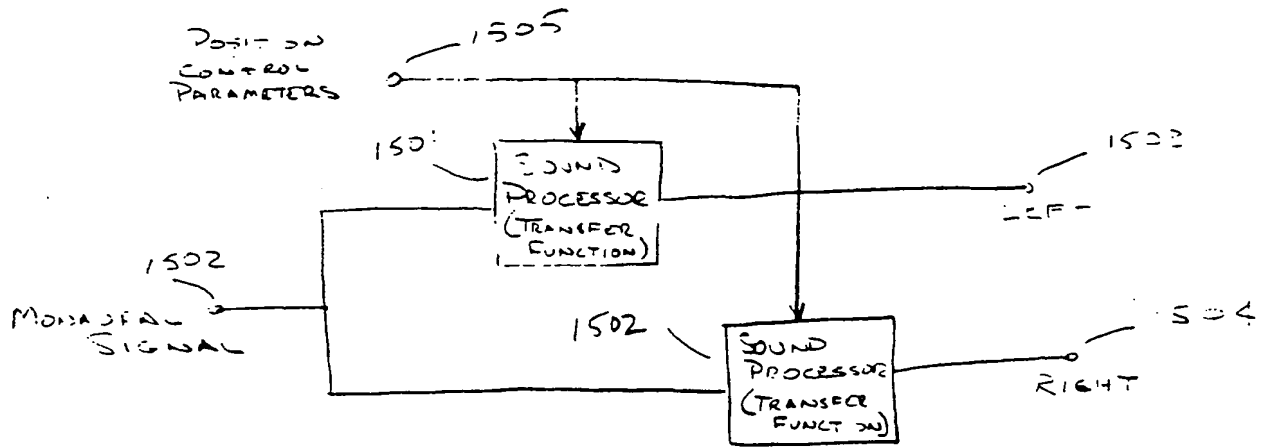 POSITION
CONTROL
PARAMETERS
1505
150
SOUND
PROCESSOR
(TRANSFER
FUNCTION)
1503
LEFT
1502
MONAURAL
SIGNAL
1502
SOUND
PROCESSOR
(TRANSFER
FUNCTION)
1504
RIGHT